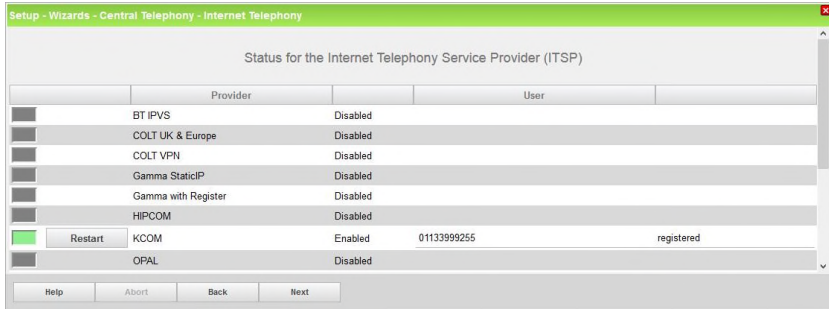 Setup - Wizards - Central Telephony - Internet Telephony
Status for the Internet Telephony Service Provider (ITSP)
Provider User
BT IPVS Disabled
COLT UK & Europe Disabled
COLT VPN Disabled
Gamma StaticIP Disabled
Gamma with Register Disabled
HIPCOM Disabled
Restart KCOM Enabled 01133999255 registered
OPAL Disabled
Help Abort Back Next